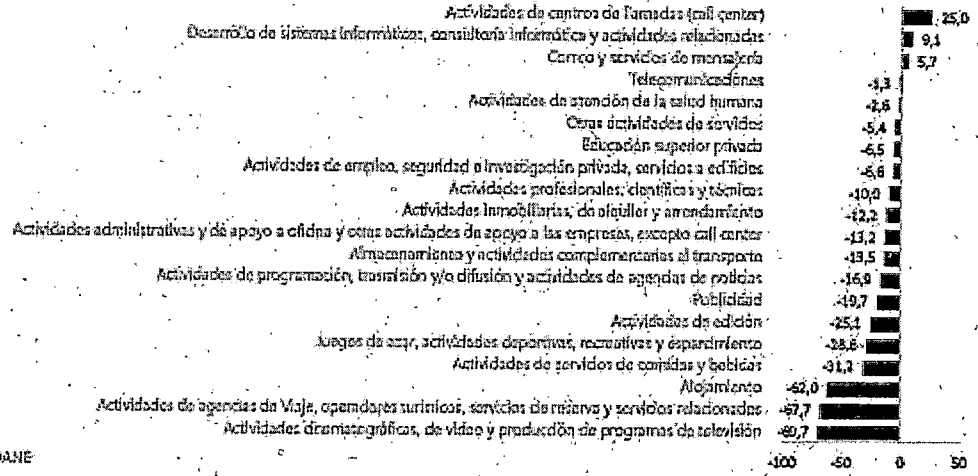 Actividades de centros de llamadas (call center) 25,0
Desarrollo de sistemas informáticos, consultoría informática y actividades relacionadas 9,1
Correo y servicios de mensajería 5,7
Telecomunicaciones -1,3
Actividades de atención de la salud humana -2,6
Otras actividades de servicios -5,4
Educación superior privada -6,5
Actividades de empleo, seguridad e investigación privada, servicios a edificios -6,6
Actividades profesionales, científicas y técnicas -10,0
Actividades inmobiliarias, de alquiler y arrendamiento -12,2
Actividades administrativas y de apoyo a oficina y otras actividades de apoyo a las empresas, excepto call center -13,2
Almacenamiento y actividades complementarias al transporte -13,5
Actividades de programación, trasmisión y/o difusión y actividades de agencias de noticias -16,9
Publicidad -19,7
Actividades de edición -25,1
Juegos de azar, actividades deportivas, recreativas y esparcimiento
Actividades de servicios de comidas y bebidas -31,2
Alojamiento -62,0
Actividades de agencias de viaje, operadores turísticos, servicios de reserva y servicios relacionados -67,7
Actividades cinematográficas, de video y producción de programas de televisión
-100 -50 0 50
DANE